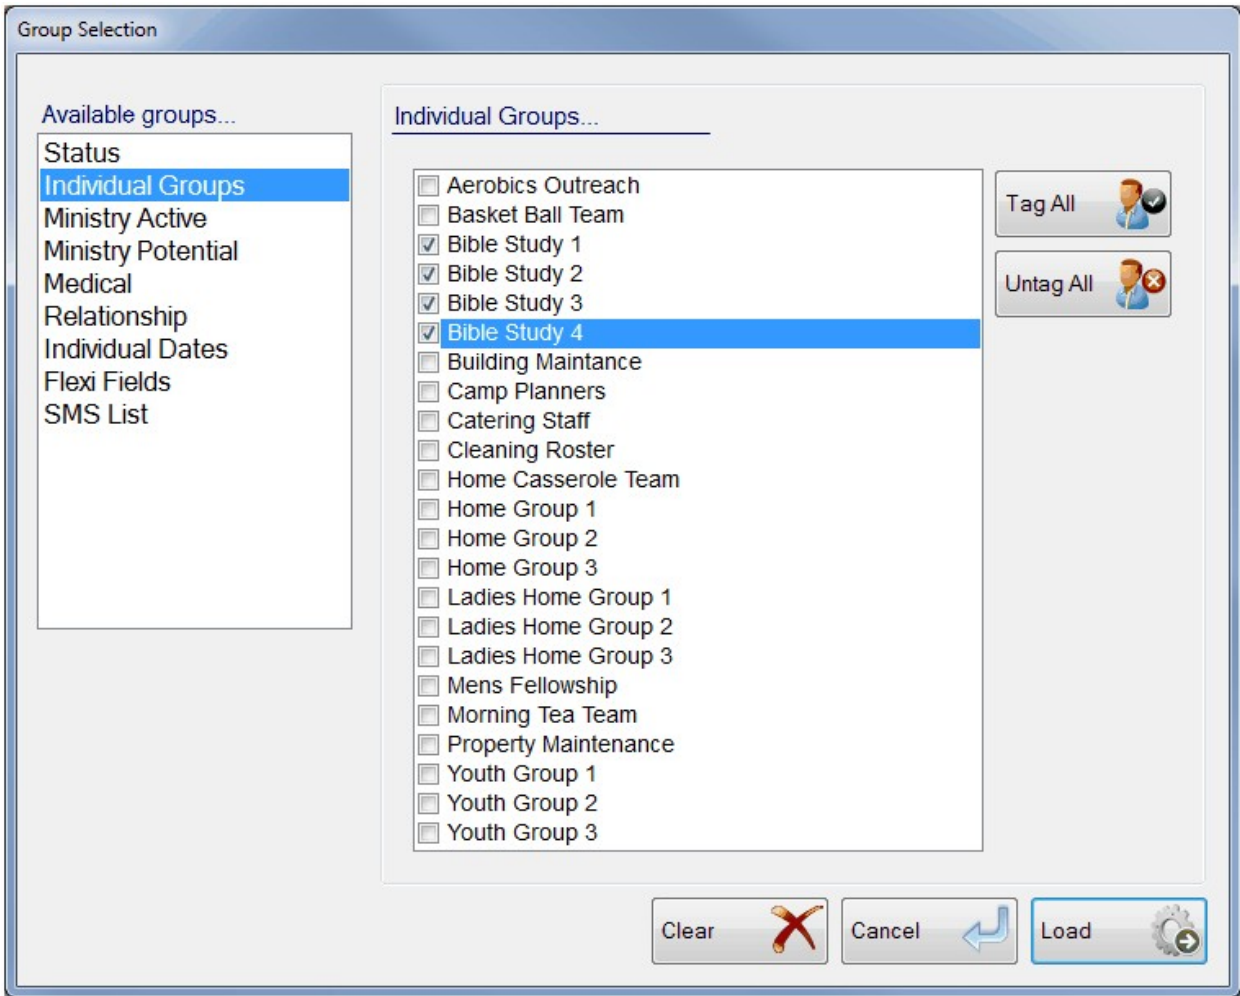 Group Selection
Available groups...
Status
Individual Groups
Ministry Active
Ministry Potential
Medical
Relationship
Individual Dates
Flexi Fields
SMS List
Individual Groups...
Aerobics Outreach
Basket Ball Team
Bible Study 1
Bible Study 2
Bible Study 3
Bible Study 4
Building Maintance
Camp Planners
Catering Staff
Cleaning Roster
Home Casserole Team
Home Group 1
Home Group 2
Home Group 3
Ladies Home Group 1
Ladies Home Group 2
Ladies Home Group 3
Mens Fellowship
Morning Tea Team
Property Maintenance
Youth Group 1
Youth Group 2
Youth Group 3
Tag All
Untag All
Clear
Cancel
Load